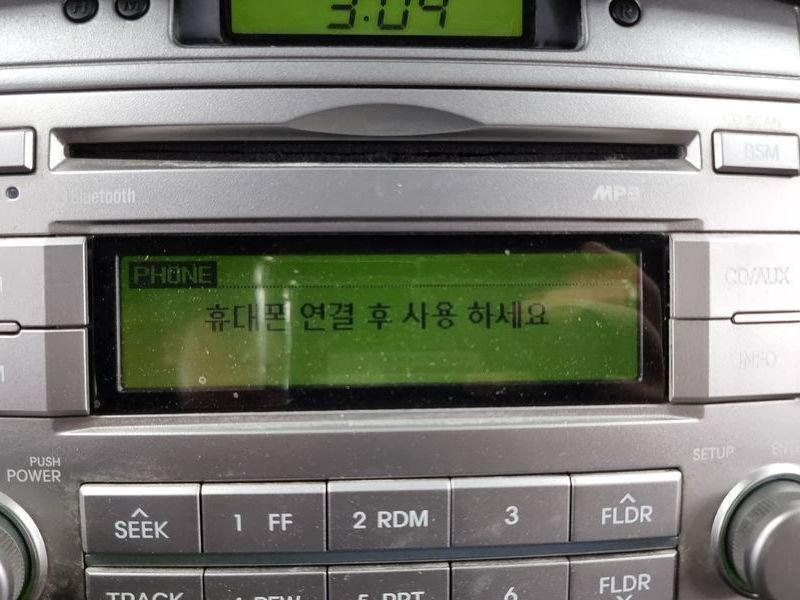 3:09
CD SCAN
BSM
Bluetooth
MP3
PHONE
휴대폰 연결 후 사용 하세요
CD/AUX
INFO
PUSH
POWER
SETUP
SEEK
1 FF
2 RDM
3
FLDR
TRACK
6
FLDR